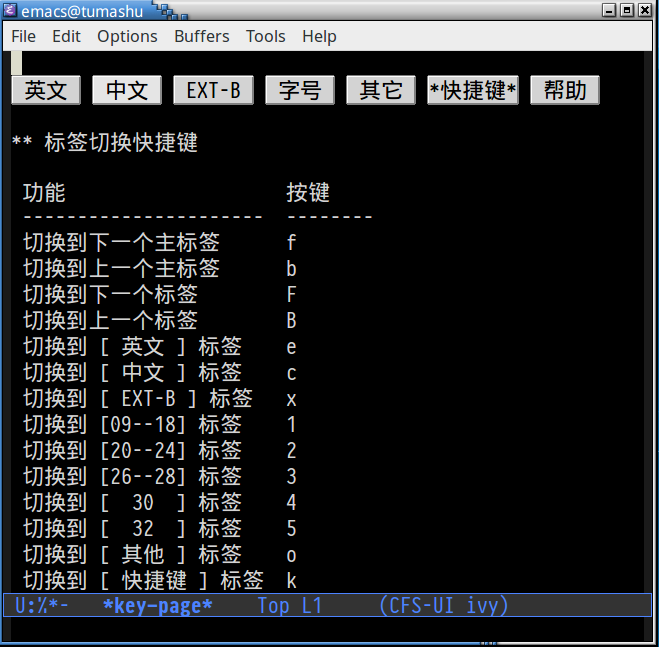 emacs@tumashu
File Edit Options Buffers Tools Help
英文 中文 EXT-B 字号 其它 *快捷键* 帮助
** 标签切换快捷键
功能 按键
---------------------- --------
切换到下一个主标签 f
切换到上一个主标签 b
切换到下一个标签 F
切换到上一个标签 B
切换到 [ 英文 ] 标签 e
切换到 [ 中文 ] 标签 c
切换到 [ EXT-B ] 标签 x
切换到 [09--18] 标签 1
切换到 [20--24] 标签 2
切换到 [26--28] 标签 3
切换到 [ 30 ] 标签 4
切换到 [ 32 ] 标签 5
切换到 [ 其他 ] 标签 o
切换到 [ 快捷键 ] 标签 k
U:%*- *key-page* Top L1 (CFS-UI ivy)